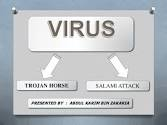 VIRUS
TROJAN HORSE
SALAMI ATTACK
PRESENTED BY : ABDUL KARIM BIN ZAKARIA